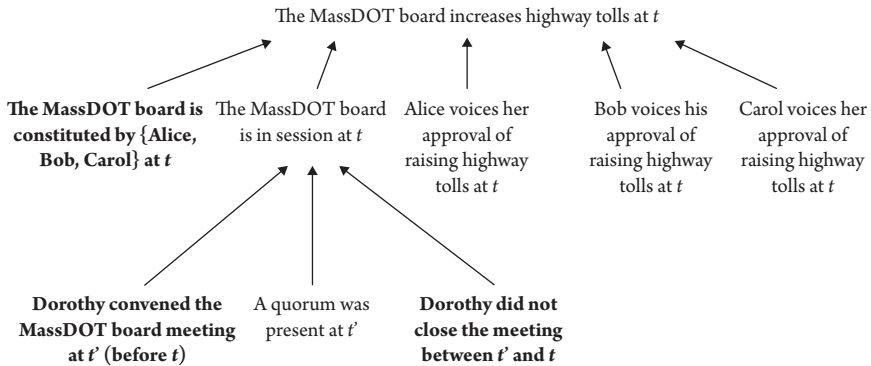 The MassDOT board increases highway tolls at t
The MassDOT board is
constituted by {Alice,
Bob, Carol} at t
The MassDOT board
is in session at t
Alice voices her
approval of
raising highway
tolls at t
Bob voices his
approval of
raising highway
tolls at t
Carol voices her
approval of
raising highway
tolls at t
Dorothy convened the
MassDOT board meeting
at t’ (before t)
A quorum was
present at t’
Dorothy did not
close the meeting
between t’ and t